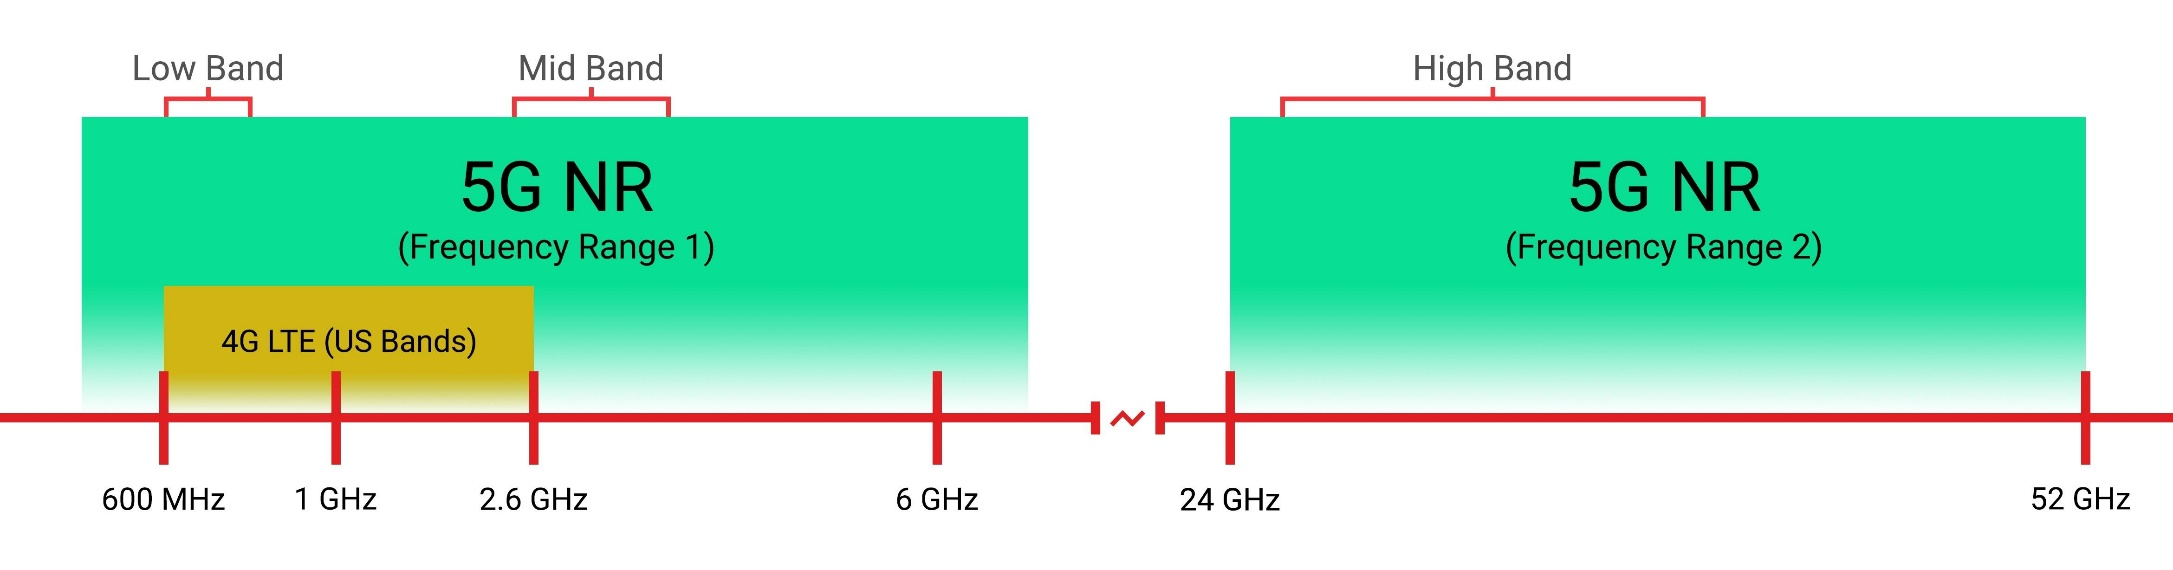 Low Band
Mid Band
High Band
5G NR
(Frequency Range 1)
5G NR
(Frequency Range 2)
4G LTE (US Bands)
600 MHz
1 GHz
2.6 GHz
6 GHz
24 GHz
52 GHz